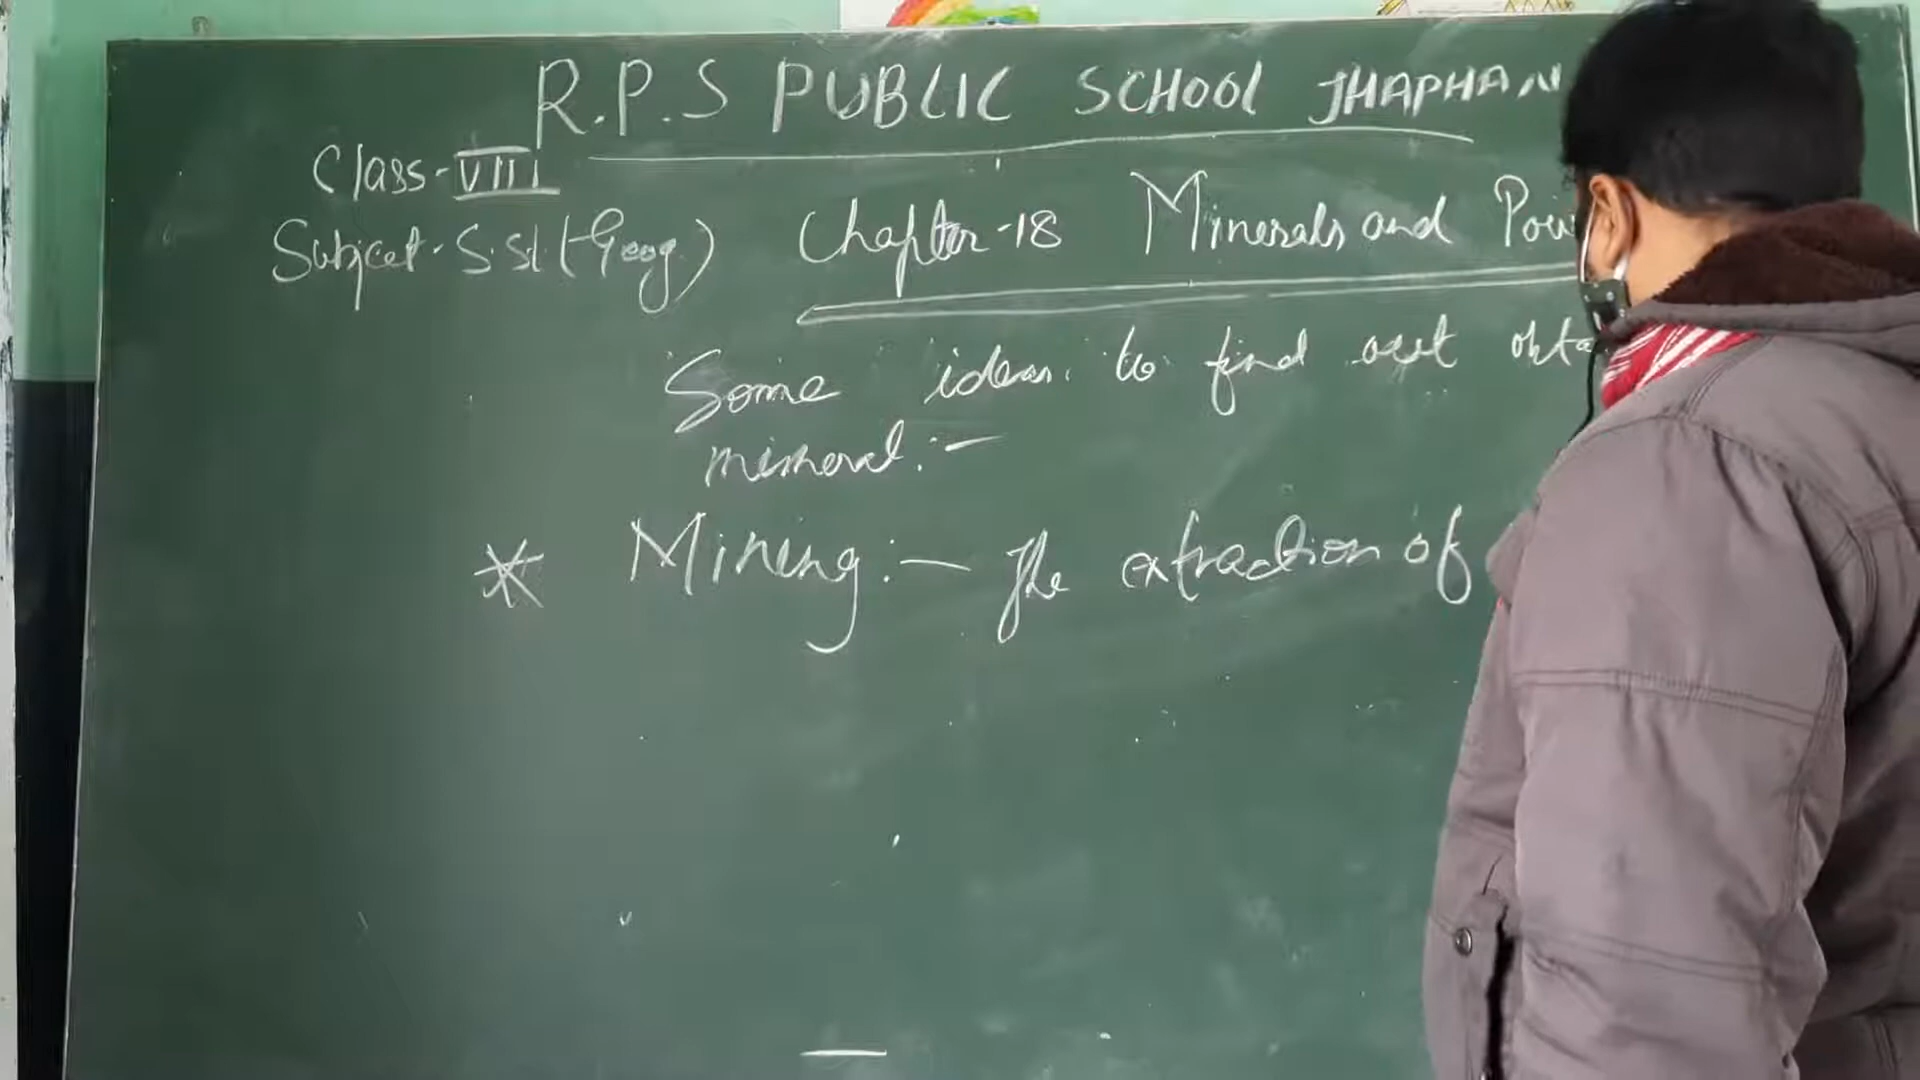 R.P.S PUBLIC SCHOOL JHAPHAN
Class-VIII
Subject-S.St.(Geog.) Chapter-18 Minerals and
Some ideas to find out
mineral:-
* Mining:- The extraction of